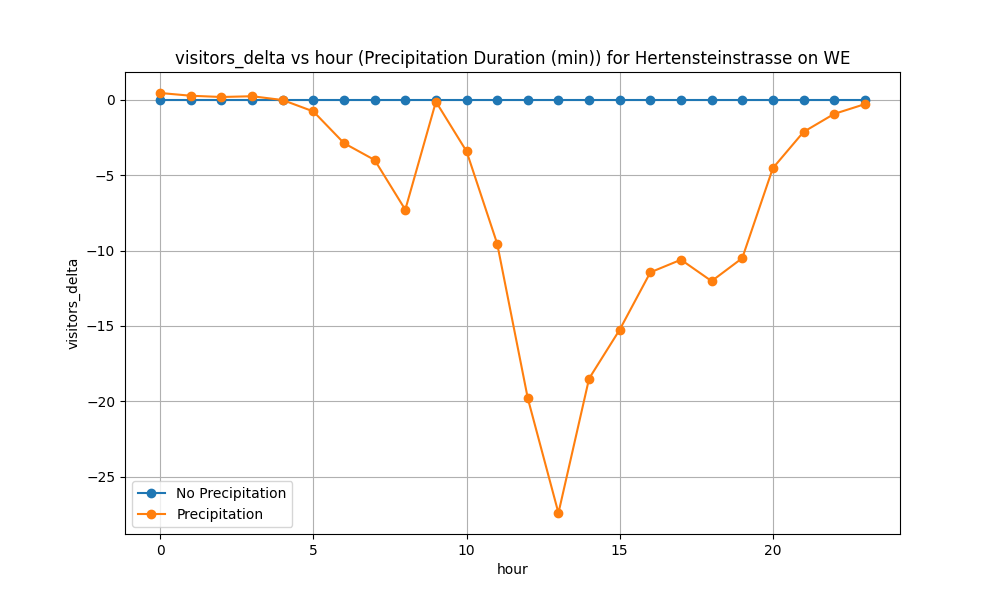 visitors_delta vs hour (Precipitation Duration (min)) for Hertensteinstrasse on WE
visitors_delta
0
−5
−10
−15
−20
−25
No Precipitation
Precipitation
0
5
10
15
20
hour